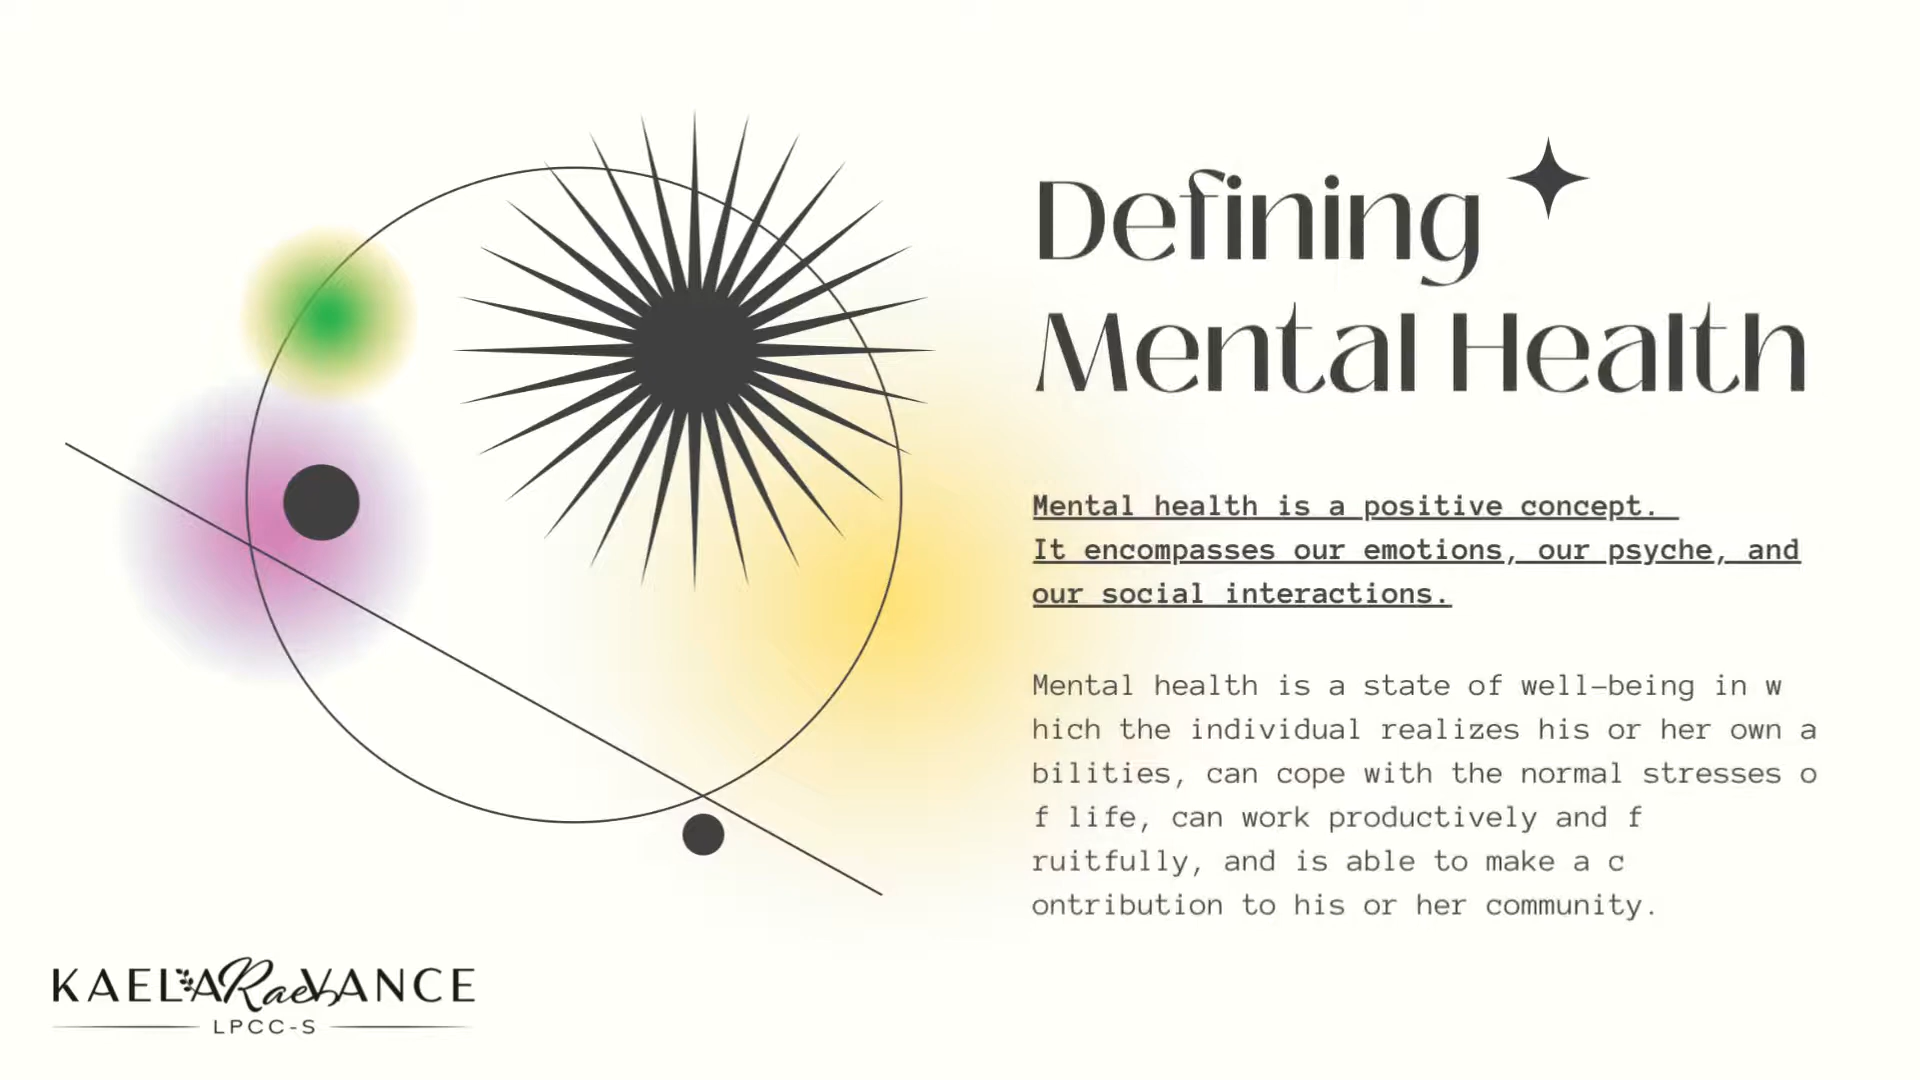 Defining
Mental Health
Mental health is a positive concept.
It encompasses our emotions, our psyche, and
our social interactions.
Mental health is a state of well-being in w
hich the individual realizes his or her own a
bilities, can cope with the normal stresses o
f life, can work productively and f
ruitfully, and is able to make a c
ontribution to his or her community.
KAELA Rae VANCE
LPCC-S